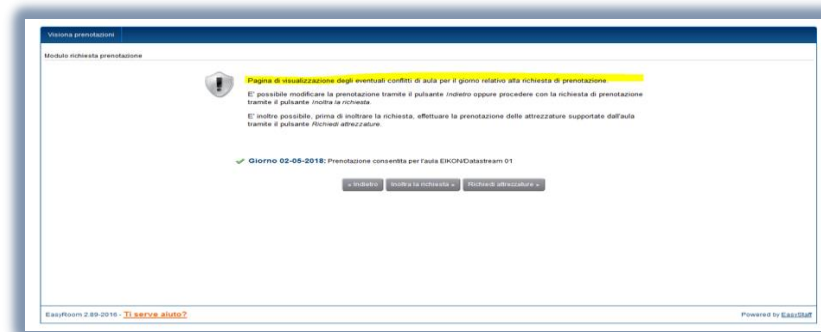 Visiona prenotazioni
Modulo richiesta prenotazione
Pagina di visualizzazione degli eventuali conflitti di aula per il giorno relativo alla richiesta di prenotazione
E' possibile modificare la prenotazione tramite il pulsante Indietro oppure procedere con la richiesta di prenotazione
tramite il pulsante Inoltra la richiesta.
E' inoltre possibile, prima di inoltrare la richiesta, effettuare la prenotazione delle attrezzature supportate dall'aula
tramite il pulsante Richiedi attrezzature.
Giorno 02-05-2018: Prenotazione consentita per l'aula EIKON/Datastream 01
« Indietro Inoltra la richiesta » Richiedi attrezzature »
EasyRoom 2.89-2016 - Ti serve aiuto? Powered by EasyStaff